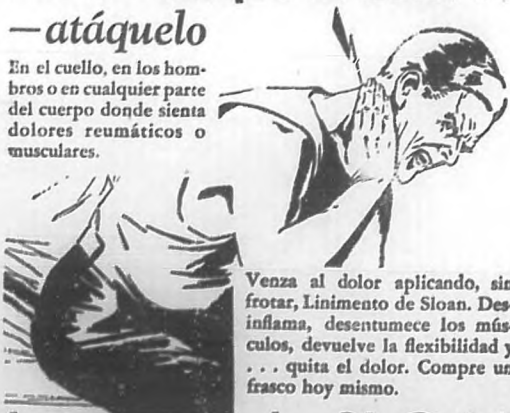 —atáquelo
En el cuello, en los hom-
bros o en cualquier parte
del cuerpo donde sienta
dolores reumáticos o
musculares.
Venza al dolor aplicando, sin
frotar, Linimento de Sloan. Des-
inflama, desentumece los mús-
culos, devuelve la flexibilidad y
. . . quita el dolor. Compre un
frasco hoy mismo.